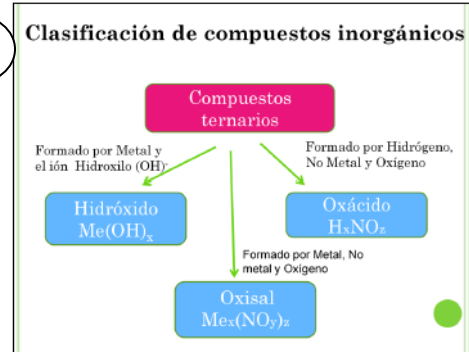 Clasificación de compuestos inorgánicos
Compuestos
ternarios
Formado por Metal y
el ión Hidroxilo (OH)⁻
Formado por Hidrógeno,
No Metal y Oxígeno
Hidróxido
Me(OH)ₓ
Oxácido
HxNOz
Formado por Metal, No
metal y Oxígeno
Oxisal
Mex(NOy)z